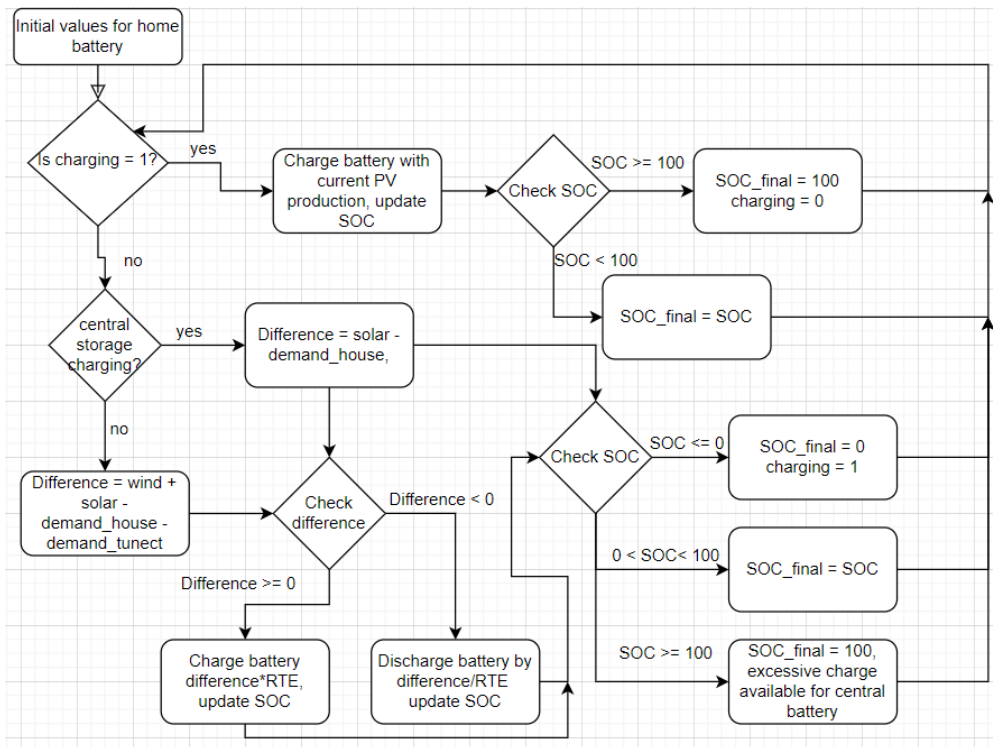 Initial values for home
battery
Is charging = 1?
yes
Charge battery with
current PV
production, update
SOC
Check SOC
SOC >= 100
SOC_final = 100
charging = 0
SOC < 100
SOC_final = SOC
no
central
storage
charging?
yes
Difference = solar -
demand_house,
no
Difference = wind +
solar -
demand_house -
demand_tunect
Check
difference
Difference < 0
Difference >= 0
Charge battery
difference*RTE,
update SOC
Discharge battery by
difference/RTE
update SOC
Check SOC
SOC <= 0
SOC_final = 0
charging = 1
0 < SOC< 100
SOC_final = SOC
SOC >= 100
SOC_final = 100,
excessive charge
available for central
battery